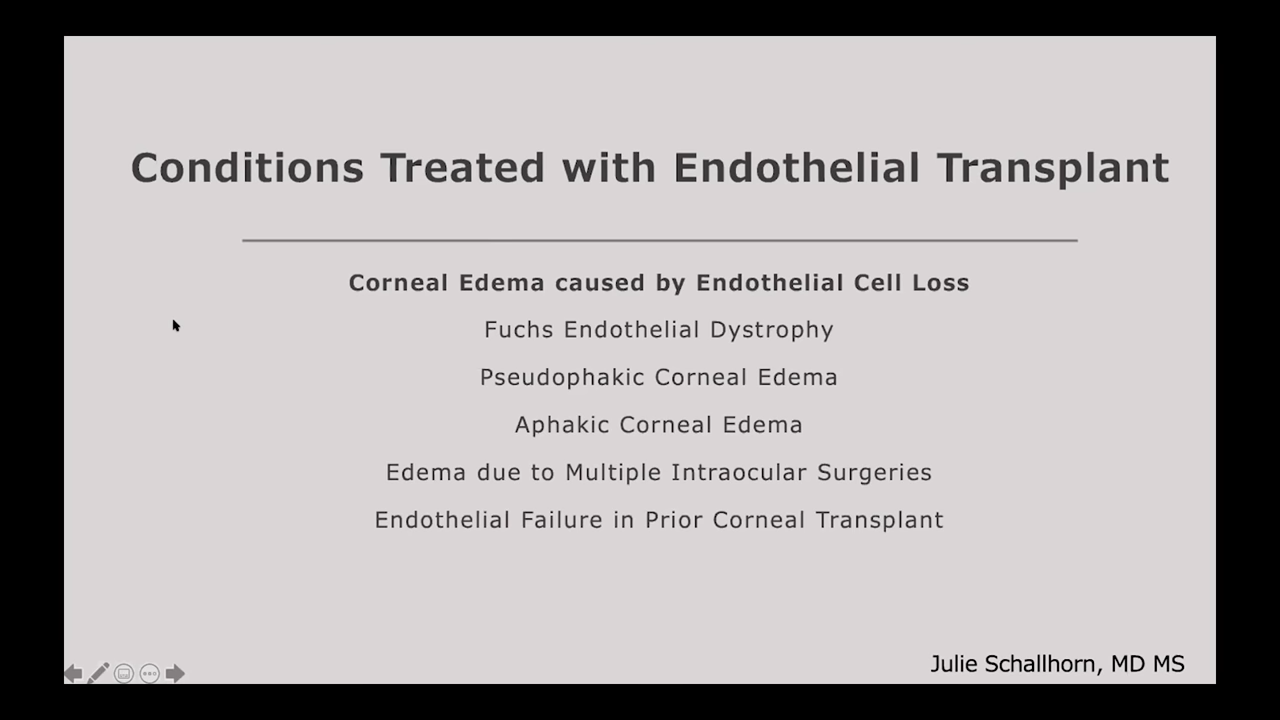 Conditions Treated with Endothelial Transplant
Corneal Edema caused by Endothelial Cell Loss
Fuchs Endothelial Dystrophy
Pseudophakic Corneal Edema
Aphakic Corneal Edema
Edema due to Multiple Intraocular Surgeries
Endothelial Failure in Prior Corneal Transplant
Julie Schallhorn, MD MS